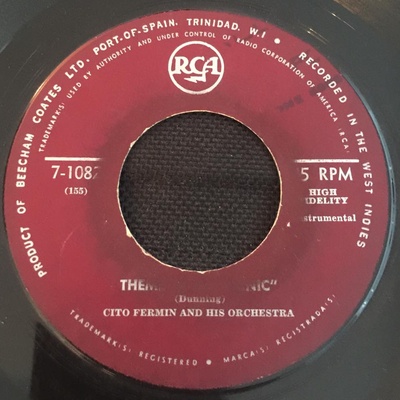 PRODUCT OF BEECHAM COATES LTD. PORT-OF-SPAIN, TRINIDAD, W.I • RECORDED IN THE WEST INDIES
TRADEMARKS: USED BY AUTHORITY AND UNDER CONTROL OF RADIO CORPORATION OF AMERICA (RCA)
RCA
7-1082
5 RPM
(155)
HIGH
FIDELITY
Instrumental
THEM NIC"
(Dunning)
CITO FERMIN AND HIS ORCHESTRA
TRADEMARK(S) REGISTERED • MARCA(S) REGISTRADA(S)